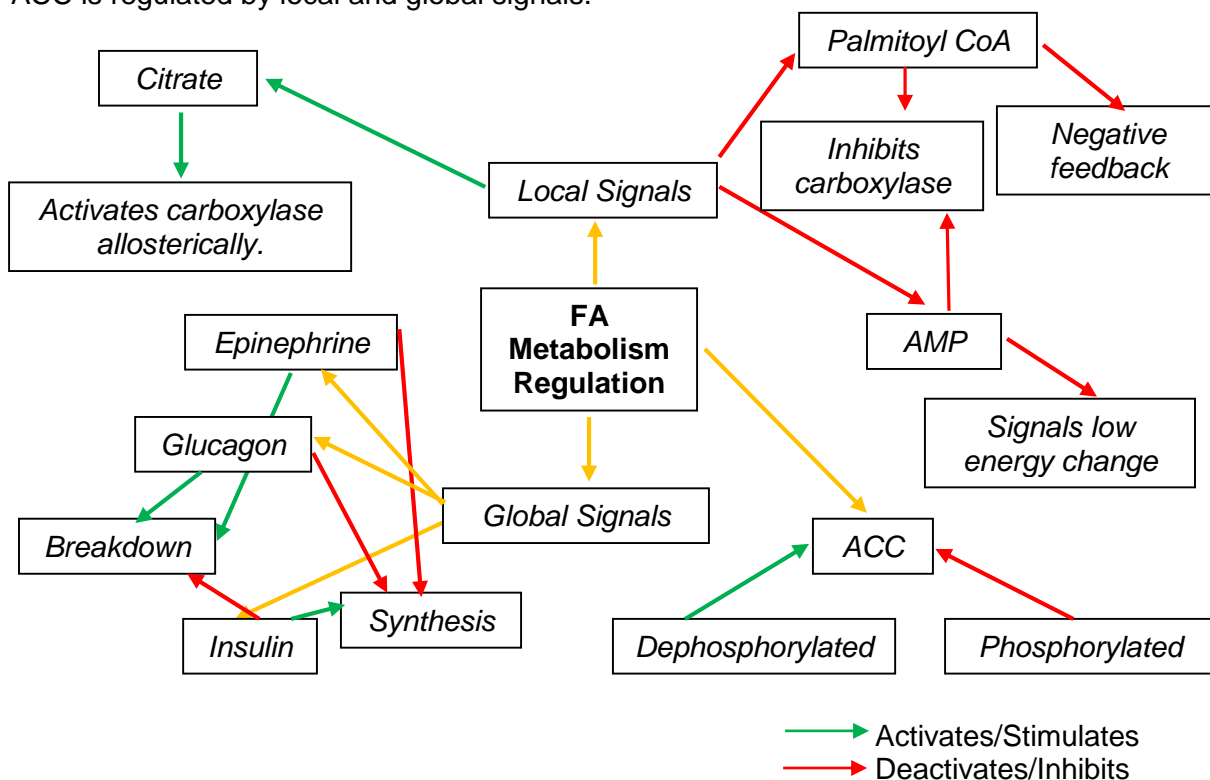 ACC is regulated by local and global signals.
Palmitoyl CoA
Citrate
Inhibits
carboxylase
Negative
feedback
Local Signals
Activates carboxylase
allosterically.
FA
Metabolism
Regulation
Epinephrine
AMP
Glucagon
Signals low
energy change
Global Signals
Breakdown
ACC
Synthesis
Insulin
Dephosphorylated
Phosphorylated
Activates/Stimulates
Deactivates/Inhibits